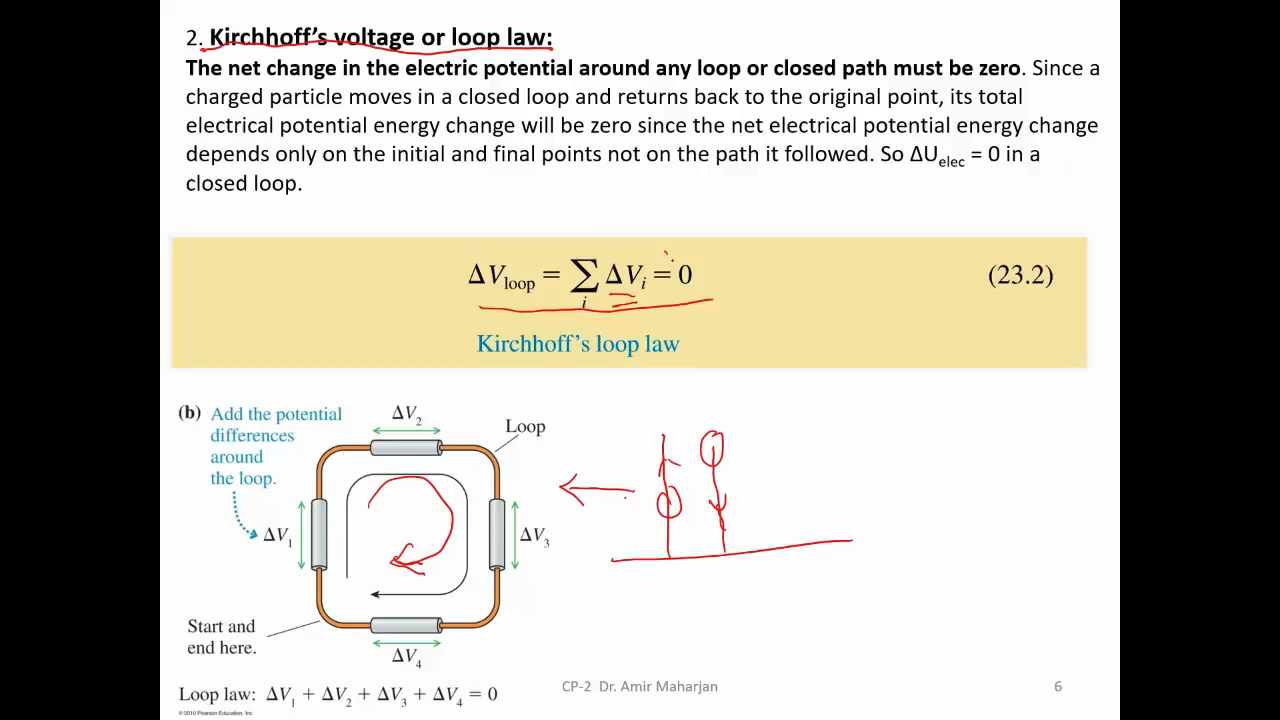 2. Kirchhoff's voltage or loop law:
The net change in the electric potential around any loop or closed path must be zero. Since a
charged particle moves in a closed loop and returns back to the original point, its total
electrical potential energy change will be zero since the net electrical potential energy change
depends only on the initial and final points not on the path it followed. So ΔUelec = 0 in a
closed loop.
ΔVloop = ∑i ΔVi = 0 (23.2)
Kirchhoff's loop law
(b) Add the potential
differences
around
the loop.
ΔV2
Loop
ΔV1
ΔV3
Start and
end here.
ΔV4
Loop law: ΔV1 + ΔV2 + ΔV3 + ΔV4 = 0
© 2010 Pearson Education, Inc.
CP-2 Dr. Amir Maharjan
6